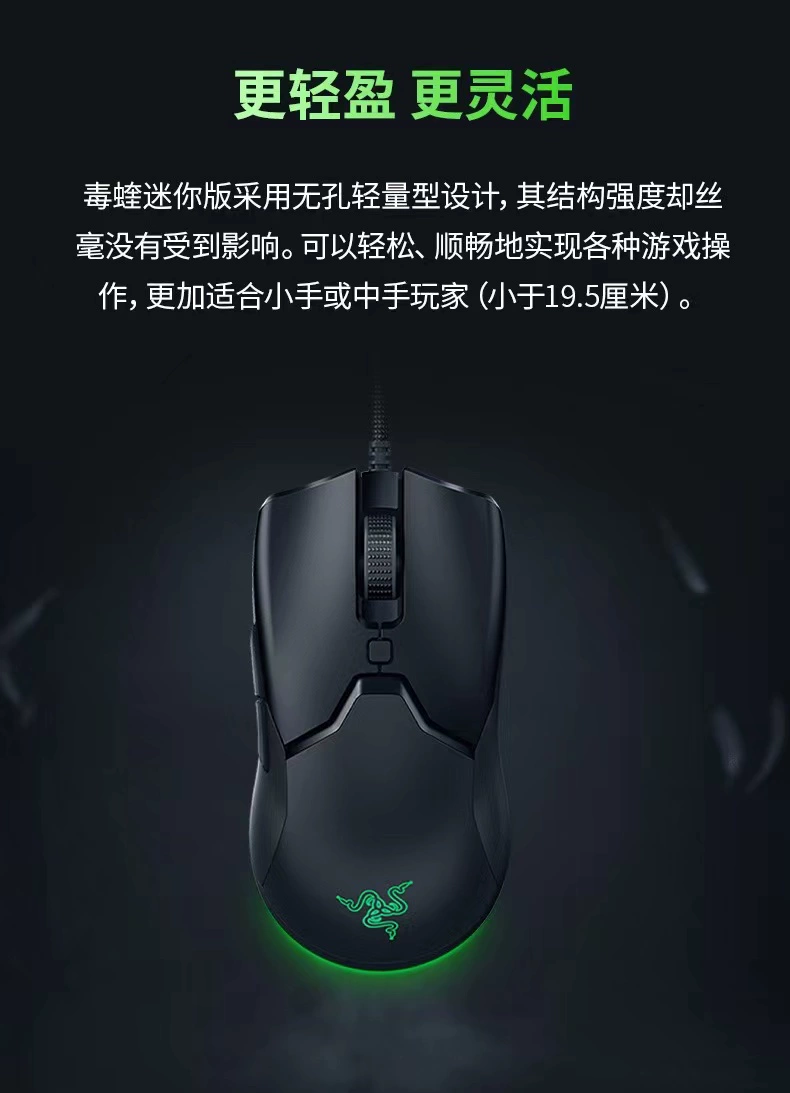 更轻盈 更灵活
毒蝰迷你版采用无孔轻量型设计，其结构强度却丝
毫没有受到影响。可以轻松、顺畅地实现各种游戏操
作，更加适合小手或中手玩家（小于19.5厘米）。